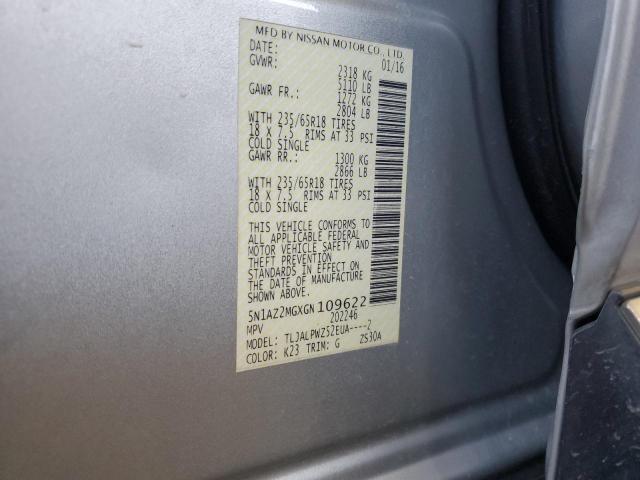 MFD BY NISSAN MOTOR CO., LTD.
DATE: 01/16
GVWR: 2318 KG
5110 LB
GAWR FR.: 1272 KG
2804 LB
WITH 235/65R18 TIRES
18 X 7.5 RIMS AT 33 PSI
COLD SINGLE
GAWR RR.: 1300 KG
2866 LB
WITH 235/65R18 TIRES
18 X 7.5 RIMS AT 33 PSI
COLD SINGLE
THIS VEHICLE CONFORMS TO
ALL APPLICABLE FEDERAL
MOTOR VEHICLE SAFETY AND
THEFT PREVENTION
STANDARDS IN EFFECT ON
THE DATE OF MANUFACTURE
SHOWN ABOVE.
5N1AZ2MGXGN109622
MPV 202246
MODEL: TLJALPWZ52EUA----2
COLOR: K23 TRIM: G ZS30A